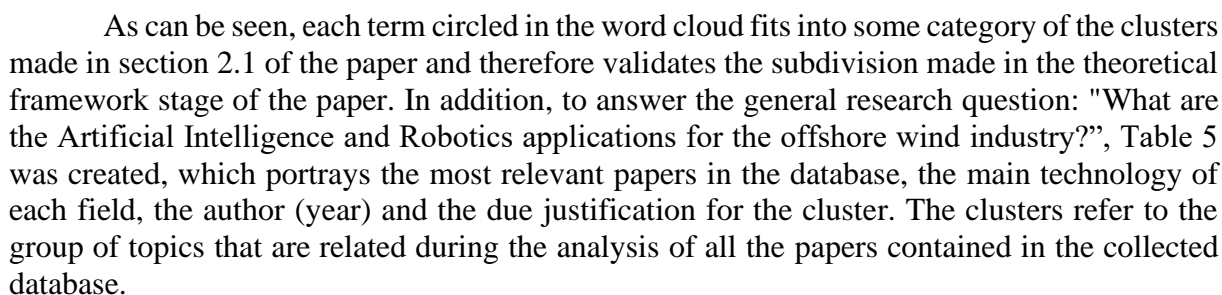 As can be seen, each term circled in the word cloud fits into some category of the clusters
made in section 2.1 of the paper and therefore validates the subdivision made in the theoretical
framework stage of the paper. In addition, to answer the general research question: "What are
the Artificial Intelligence and Robotics applications for the offshore wind industry?”, Table 5
was created, which portrays the most relevant papers in the database, the main technology of
each field, the author (year) and the due justification for the cluster. The clusters refer to the
group of topics that are related during the analysis of all the papers contained in the collected
database.